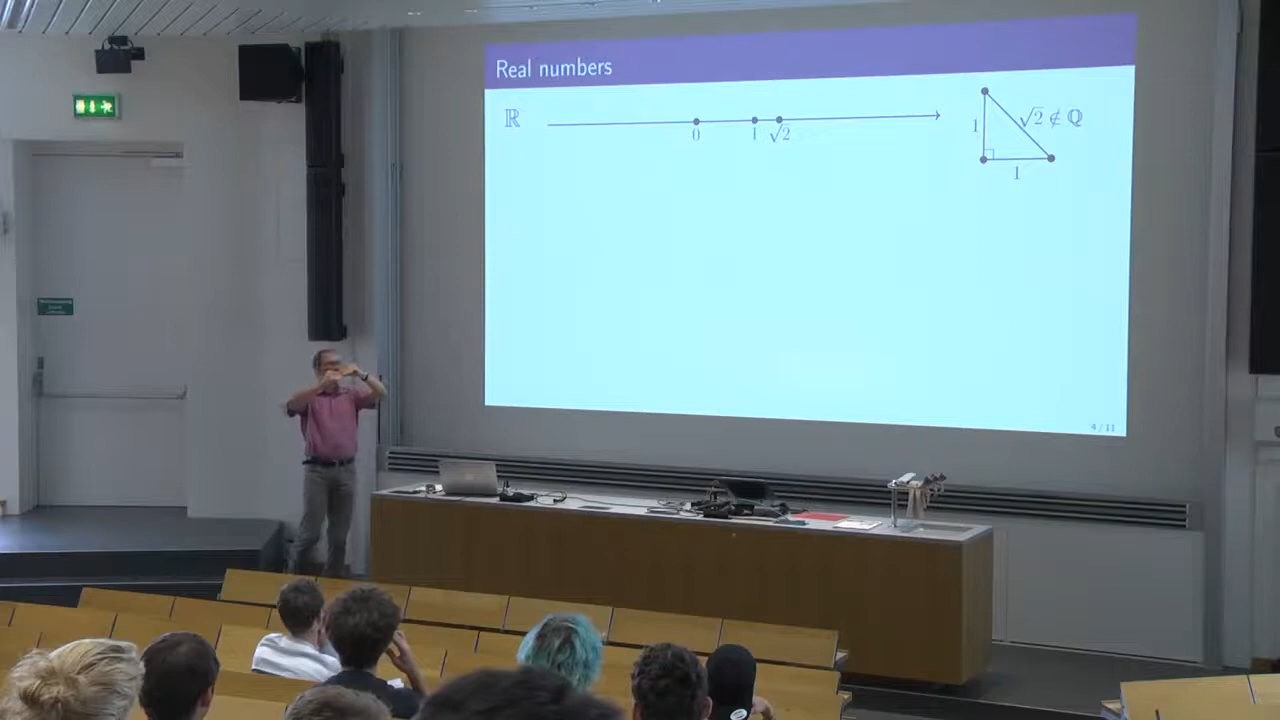 Real numbers
ℝ
0 1 √2
1 √2 ∉ ℚ
1
4 / 11